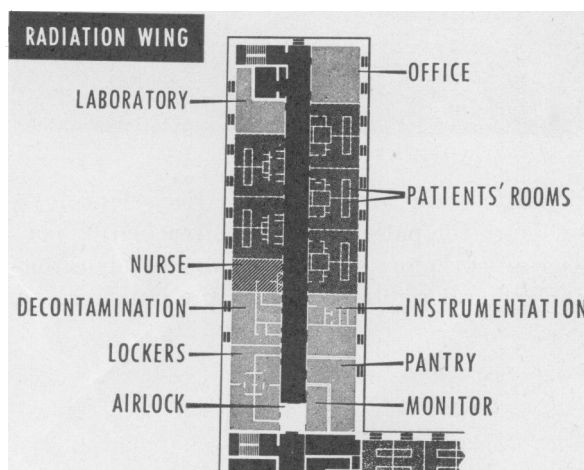 RADIATION WING
OFFICE
LABORATORY
PATIENTS' ROOMS
NURSE
DECONTAMINATION
INSTRUMENTATION
LOCKERS
PANTRY
AIRLOCK
MONITOR